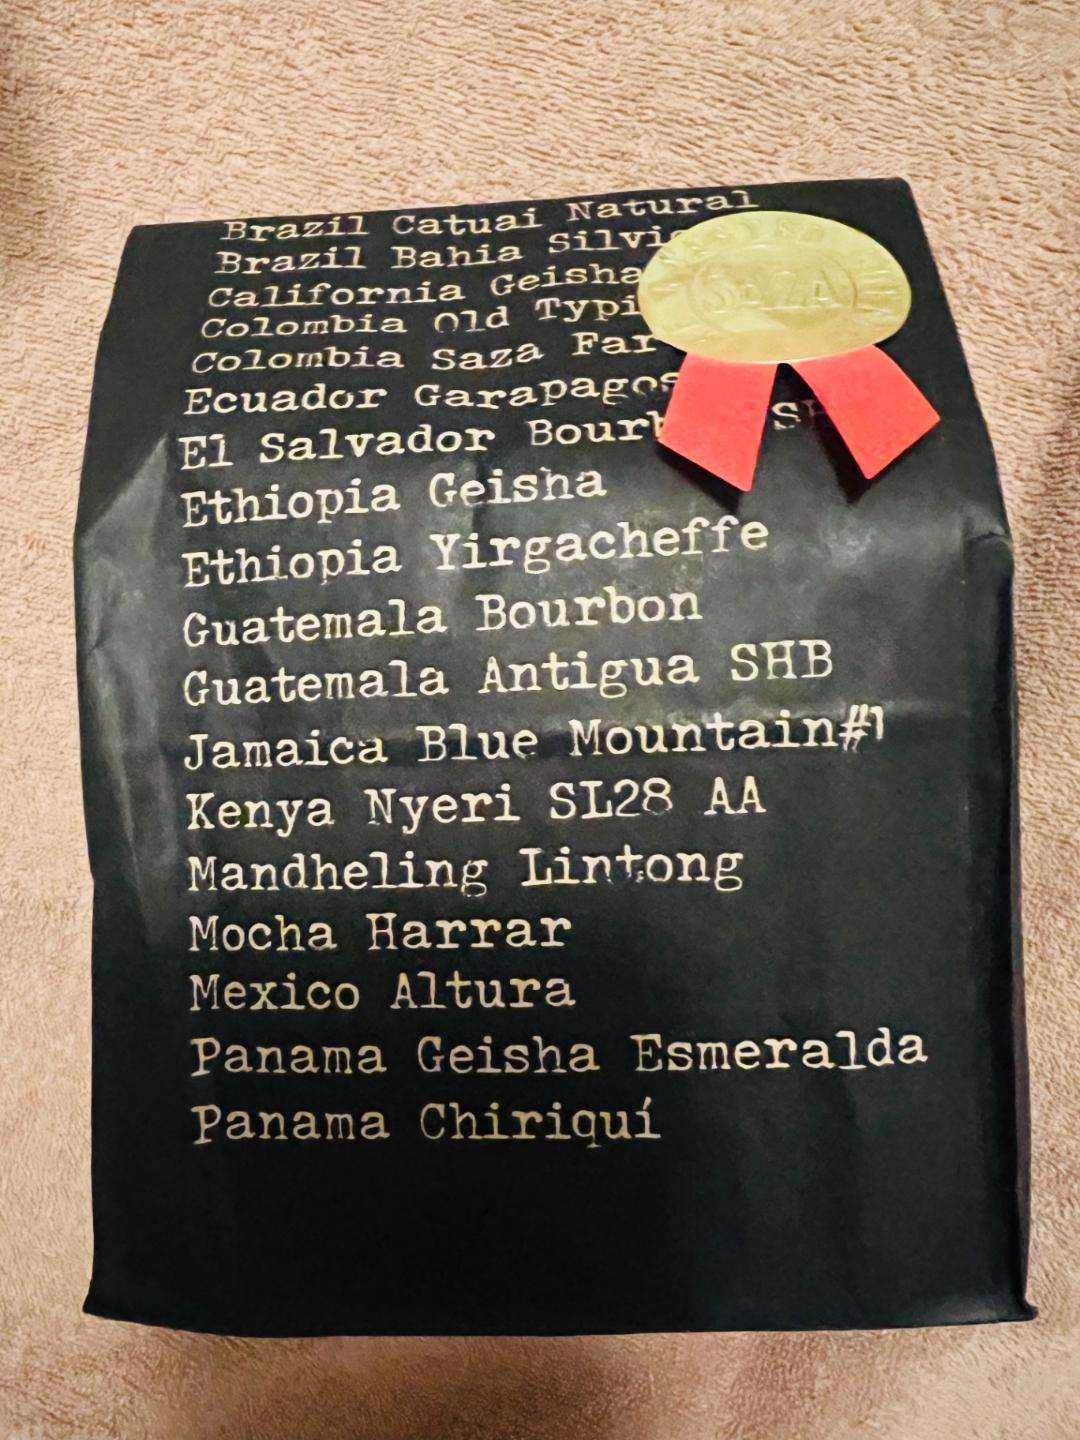 Brazil Catuai Natural
Brazil Bahia
California Geisha
Colombia Old
Colombia Saza
Ecuador Garapagos
El Salvador
Ethiopia Geisha
Ethiopia Yirgacheffe
Guatemala Bourbon
Guatemala Antigua SHB
Jamaica Blue Mountain#1
Kenya Nyeri SL28 AA
Mandheling Lintong
Mocha Harrar
Mexico Altura
Panama Geisha Esmeralda
Panama Chiriquí